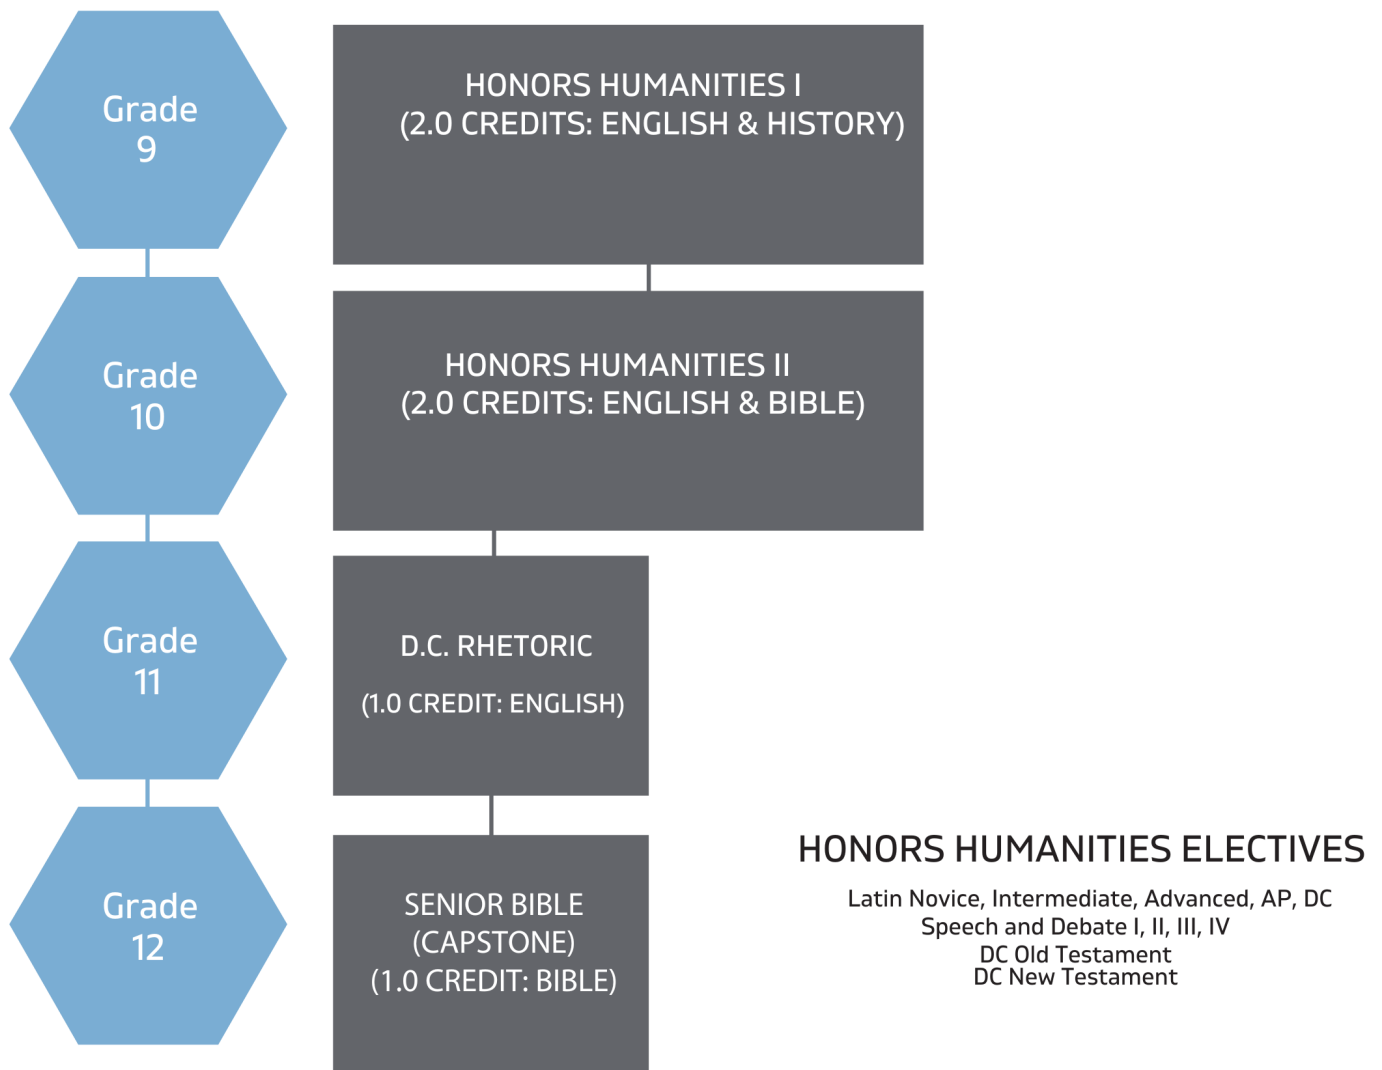 Grade
9
HONORS HUMANITIES I
(2.0 CREDITS: ENGLISH & HISTORY)
Grade
10
HONORS HUMANITIES II
(2.0 CREDITS: ENGLISH & BIBLE)
Grade
11
D.C. RHETORIC
(1.0 CREDIT: ENGLISH)
Grade
12
SENIOR BIBLE
(CAPSTONE)
(1.0 CREDIT: BIBLE)
HONORS HUMANITIES ELECTIVES
Latin Novice, Intermediate, Advanced, AP, DC
Speech and Debate I, II, III, IV
DC Old Testament
DC New Testament